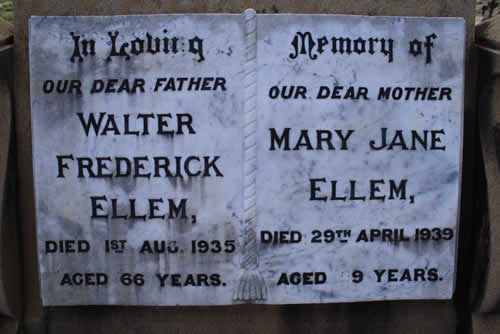 In Loving
OUR DEAR FATHER
WALTER
FREDERICK
ELLEM,
DIED 1ST AUG. 1935
AGED 66 YEARS.
Memory of
OUR DEAR MOTHER
MARY JANE
ELLEM,
DIED 29TH APRIL 1939
AGED 9 YEARS.